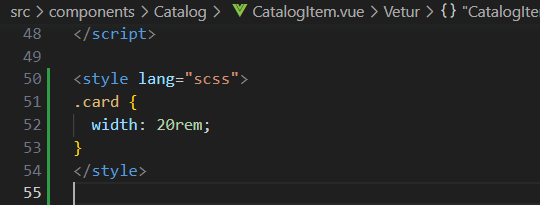 src > components > Catalog > CatalogItem.vue > Vetur > {} "CatalogIte
48 </script>
49
50 <style lang="scss">
51 .card {
52 width: 20rem;
53 }
54 </style>
55